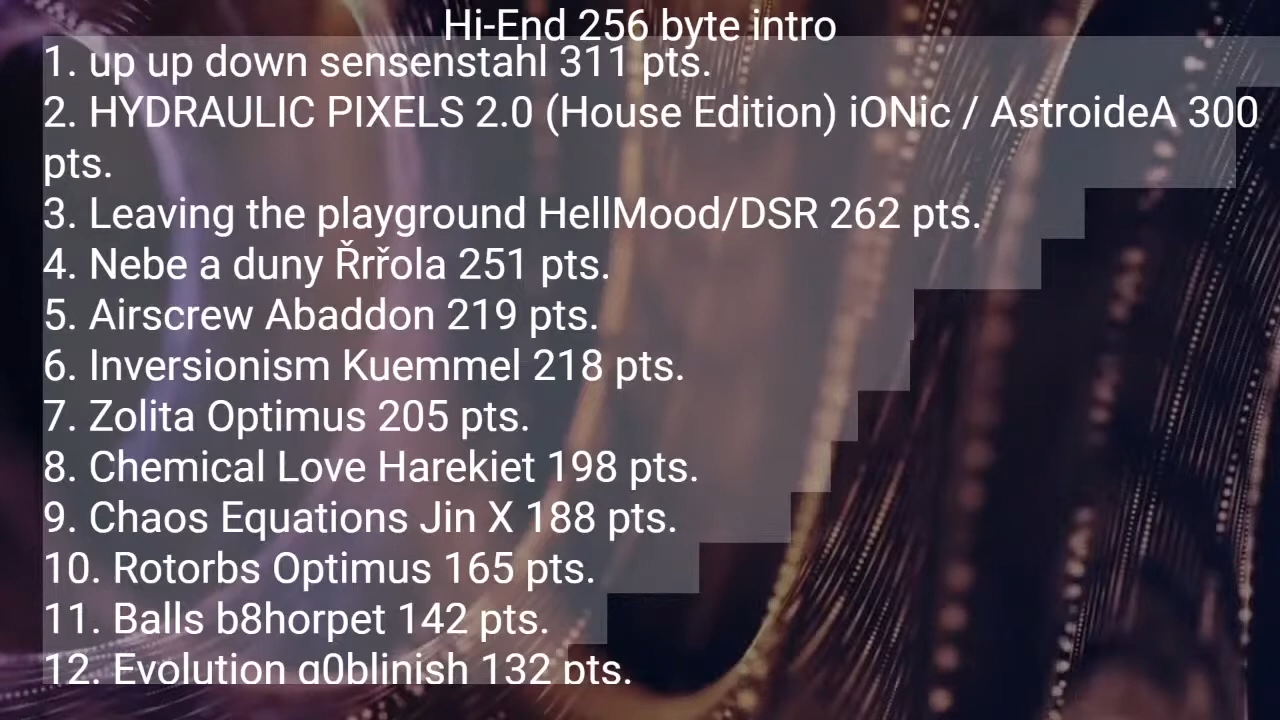 Hi-End 256 byte intro
1. up up down sensenstahl 311 pts.
2. HYDRAULIC PIXELS 2.0 (House Edition) iONic / AstroideA 300
pts.
3. Leaving the playground HellMood/DSR 262 pts.
4. Nebe a duny Řrřola 251 pts.
5. Airscrew Abaddon 219 pts.
6. Inversionism Kuemmel 218 pts.
7. Zolita Optimus 205 pts.
8. Chemical Love Harekiet 198 pts.
9. Chaos Equations Jin X 188 pts.
10. Rotorbs Optimus 165 pts.
11. Balls b8horpet 142 pts.
12. Evolution g0blinish 132 pts.